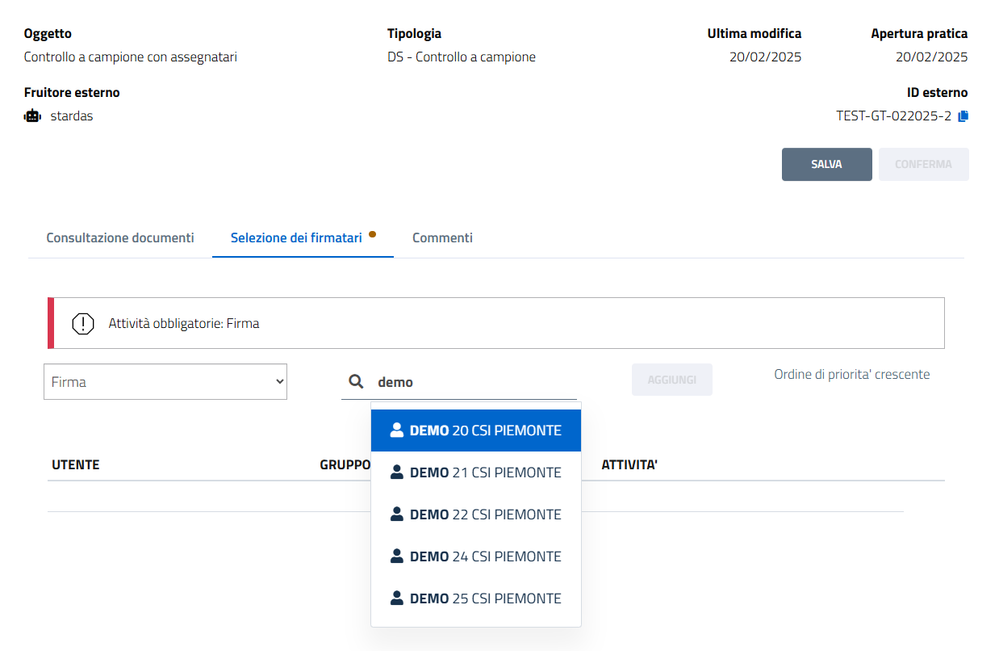 Oggetto
Tipologia
Ultima modifica
Apertura pratica
Controllo a campione con assegnatari
DS - Controllo a campione
20/02/2025
20/02/2025
Fruitore esterno
ID esterno
stardas
TEST-GT-022025-2
SALVA
CONFERMA
Consultazione documenti
Selezione dei firmatari
Commenti
Attività obbligatorie: Firma
Firma
demo
AGGIUNGI
Ordine di priorita' crescente
DEMO 20 CSI PIEMONTE
UTENTE
GRUPPO
ATTIVITA'
DEMO 21 CSI PIEMONTE
DEMO 22 CSI PIEMONTE
DEMO 24 CSI PIEMONTE
DEMO 25 CSI PIEMONTE